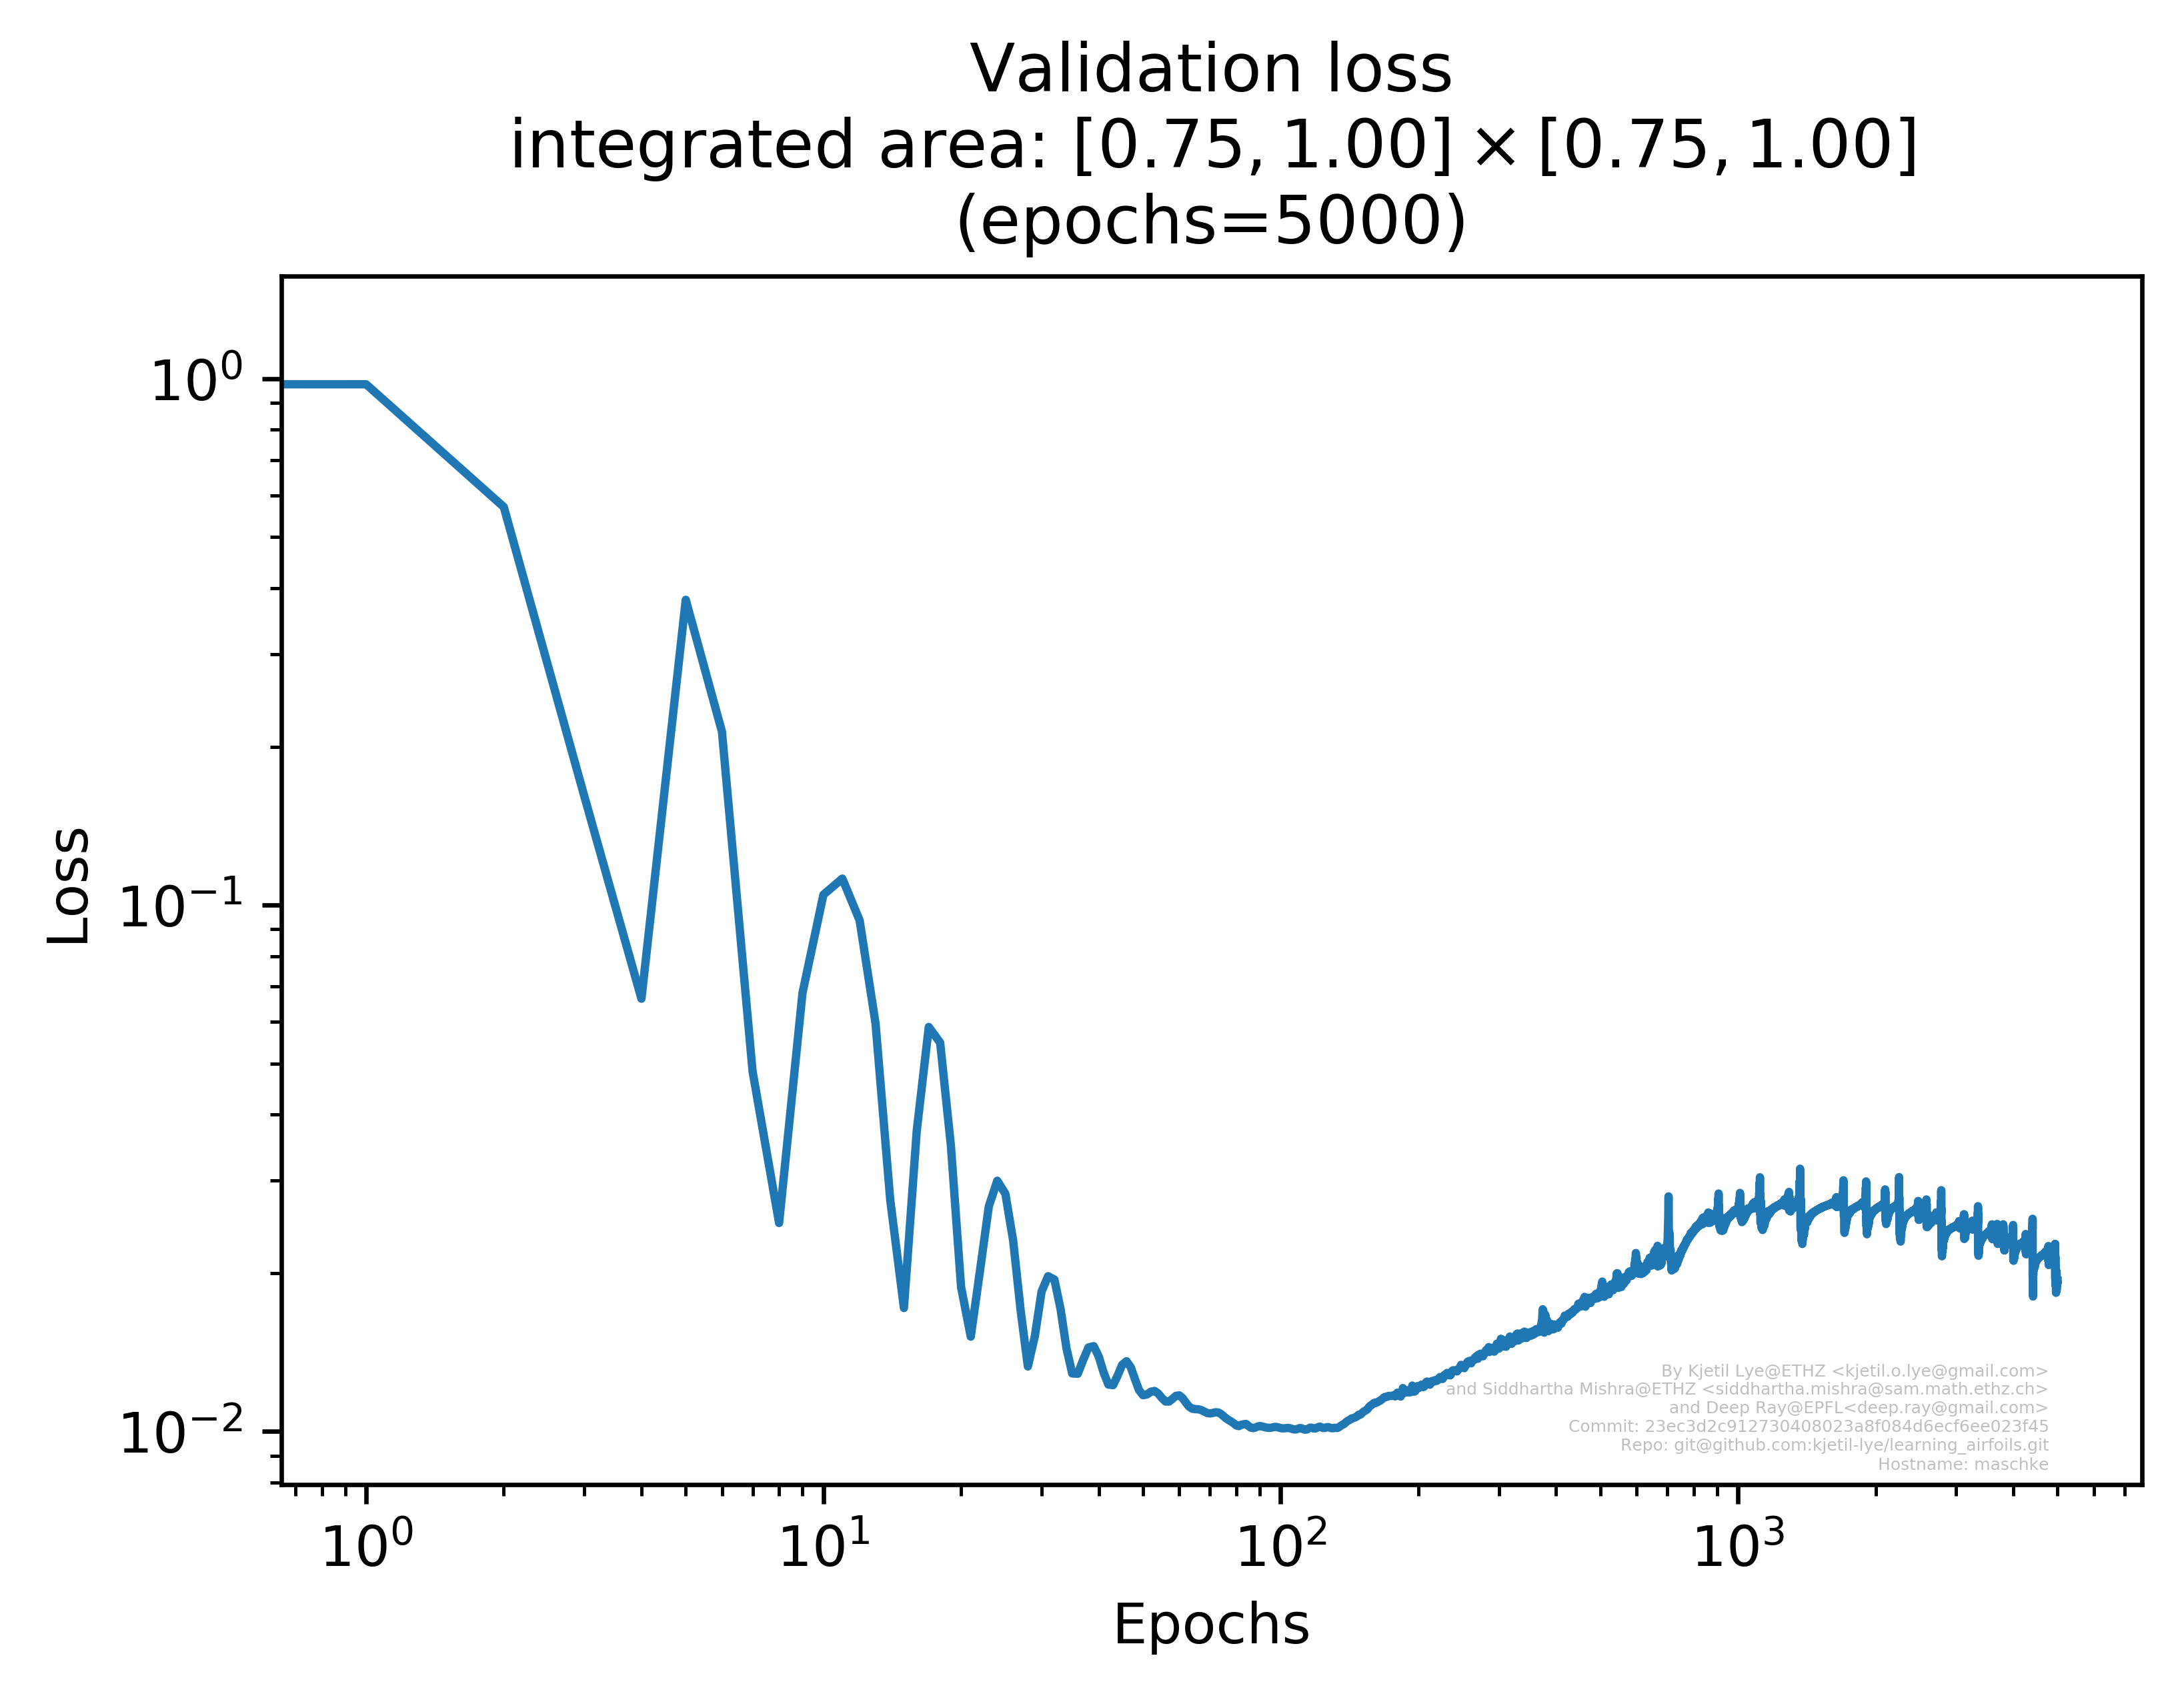 Validation loss
integrated area: [0.75, 1.00] × [0.75, 1.00]
(epochs=5000)
Loss
10⁰
10⁻¹
10⁻²
10⁰ 10¹ 10² 10³
Epochs
By Kjetil Lye@ETHZ <kjetil.o.lye@gmail.com>
and Siddhartha Mishra@ETHZ <siddhartha.mishra@sam.math.ethz.ch>
and Deep Ray@EPFL<deep.ray@gmail.com>
Commit: 23ec3d2c912730408023a8f084d6ecf6ee023f45
Repo: git@github.com:kjetil-lye/learning_airfoils.git
Hostname: maschke